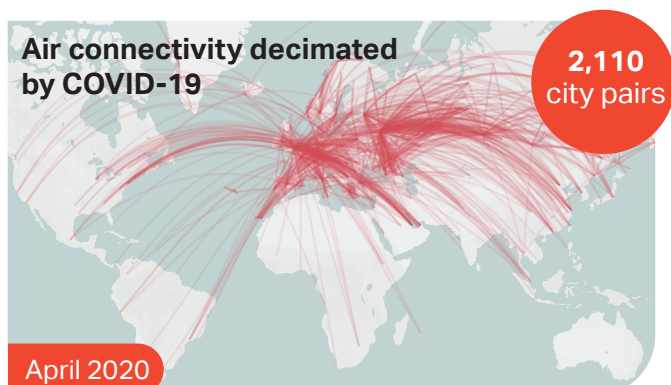 Air connectivity decimated
by COVID-19
2,110
city pairs
April 2020